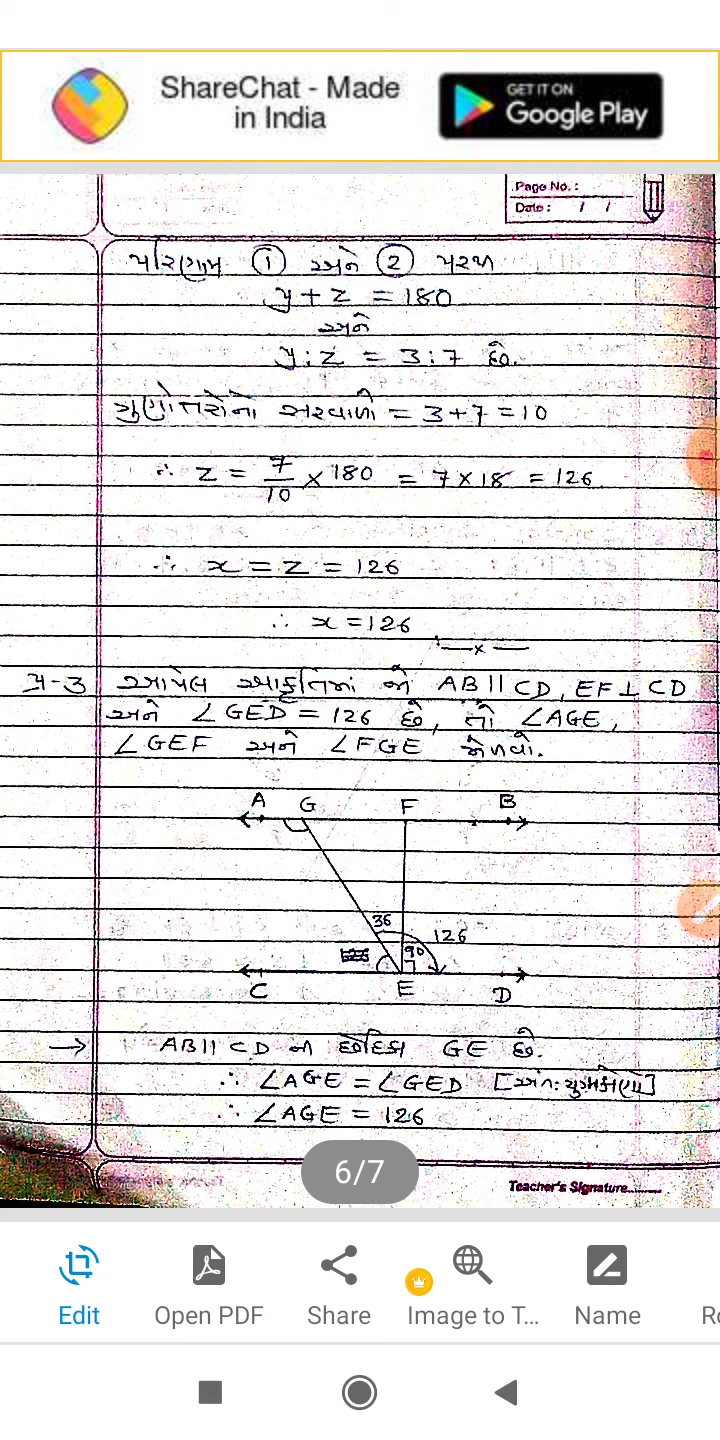 ShareChat - Made
in India
GET IT ON
Google Play
Page No. :
Date : / /
પરિણામ ① અને ② પરથી
y + z = 180
અને
y : z = 3 : 7 છે.
ગુણોત્તરોનો સરવાળો = 3 + 7 = 10
∴ z = 7/10 × 180 = 7 × 18 = 126
∴ x = z = 126
∴ x = 126
—x—
પ્ર-૩ આપેલ આકૃતિમાં જો AB || CD, EF ⊥ CD
અને ∠GED = 126 છે, તો ∠AGE,
∠GEF અને ∠FGE મેળવો.
A G F B
36
126
90
C E D
→ AB || CD ની છેદિકા GE છે.
∴ ∠AGE = ∠GED [અંતઃયુગ્મકોણો]
∴ ∠AGE = 126
6/7
Teacher's Signature.........
Edit Open PDF Share Image to T... Name Ro